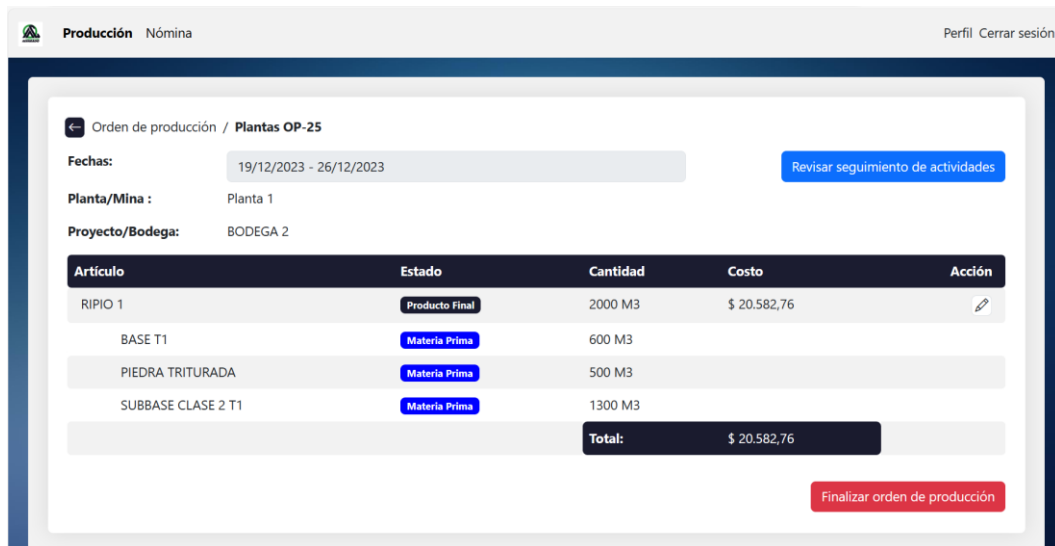 Producción Nómina Perfil Cerrar sesión
Orden de producción / Plantas OP-25
Fechas: 19/12/2023 - 26/12/2023 Revisar seguimiento de actividades
Planta/Mina : Planta 1
Proyecto/Bodega: BODEGA 2
Artículo Estado Cantidad Costo Acción
RIPIO 1 Producto Final 2000 M3 $ 20.582,76
BASE T1 Materia Prima 600 M3
PIEDRA TRITURADA Materia Prima 500 M3
SUBBASE CLASE 2 T1 Materia Prima 1300 M3
Total: $ 20.582,76
Finalizar orden de producción